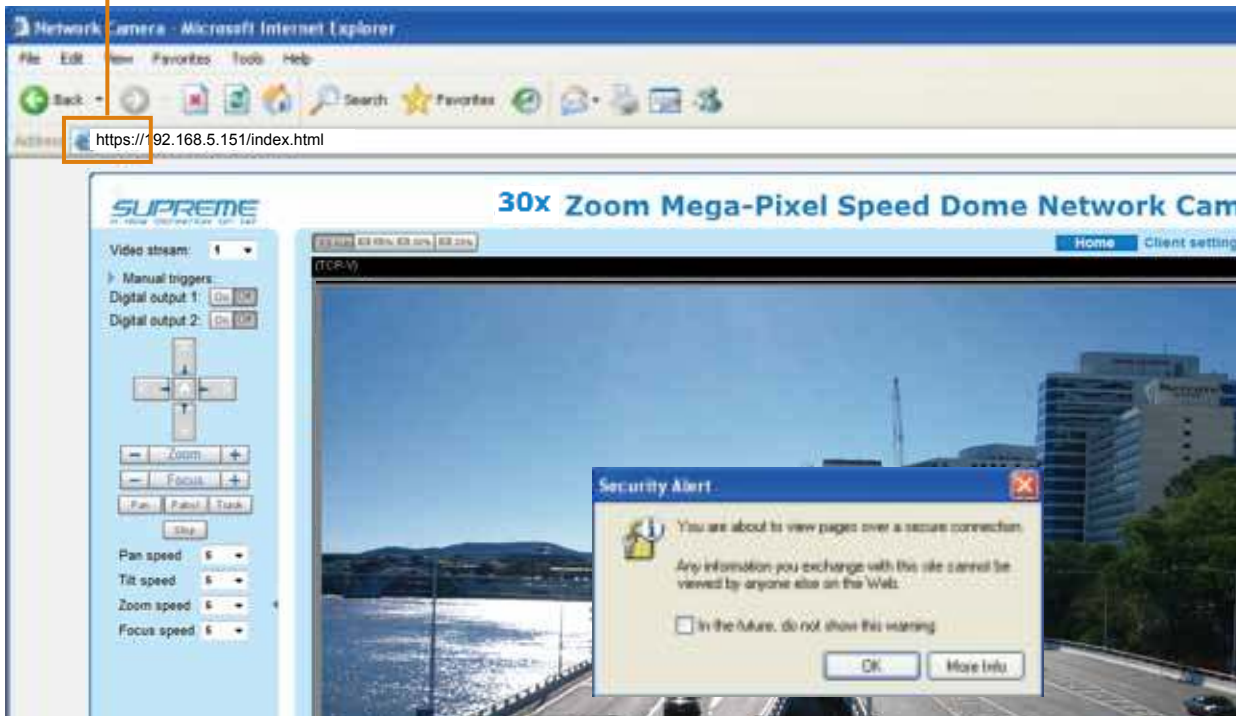 Network Camera - Microsoft Internet Explorer
File Edit View Favorites Tools Help
Back Search Favorites
Address https://192.168.5.151/index.html
SUPREME
30x Zoom Mega-Pixel Speed Dome Network Cam
Video stream: 1
Home Client setting
(TCP-V)
Manual triggers:
Digital output 1: On Off
Digital output 2: On Off
Zoom
Focus
Pan Patrol Track
Stop
Pan speed 5
Tilt speed 5
Zoom speed 5
Focus speed 5
Security Alert
You are about to view pages over a secure connection.
Any information you exchange with this site cannot be
viewed by anyone else on the Web.
In the future, do not show this warning
OK More Info